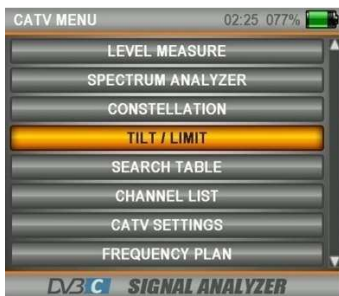 CATV MENU 02:25 077%
LEVEL MEASURE
SPECTRUM ANALYZER
CONSTELLATION
TILT / LIMIT
SEARCH TABLE
CHANNEL LIST
CATV SETTINGS
FREQUENCY PLAN
DVB C SIGNAL ANALYZER